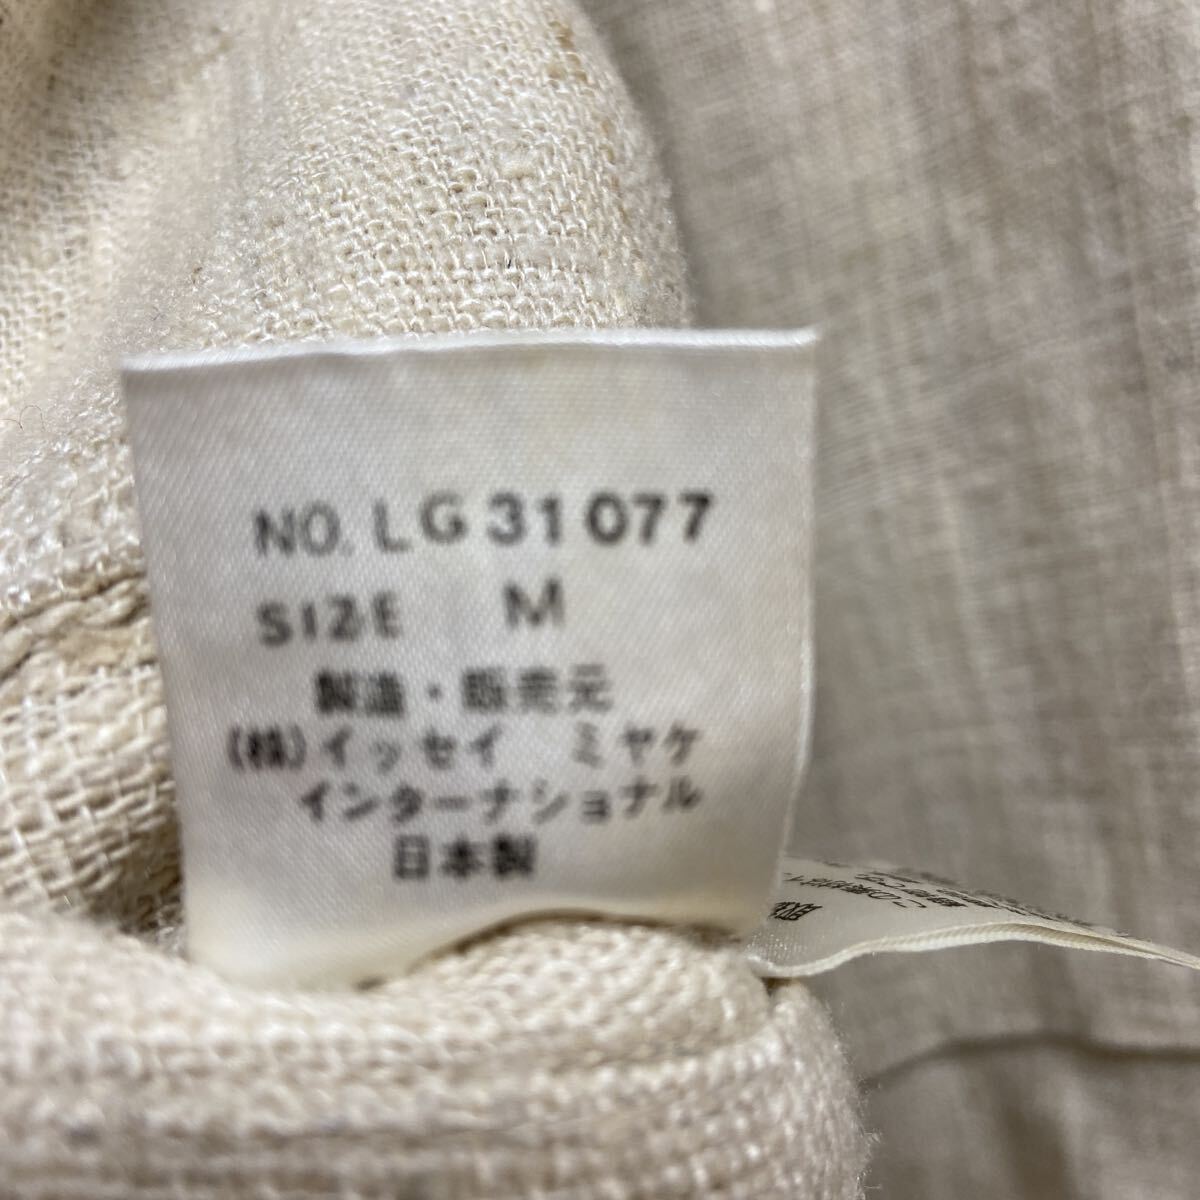 NO. LG31077
SIZE M
製造・販売元
(株)イッセイ ミヤケ
インターナショナル
日本製